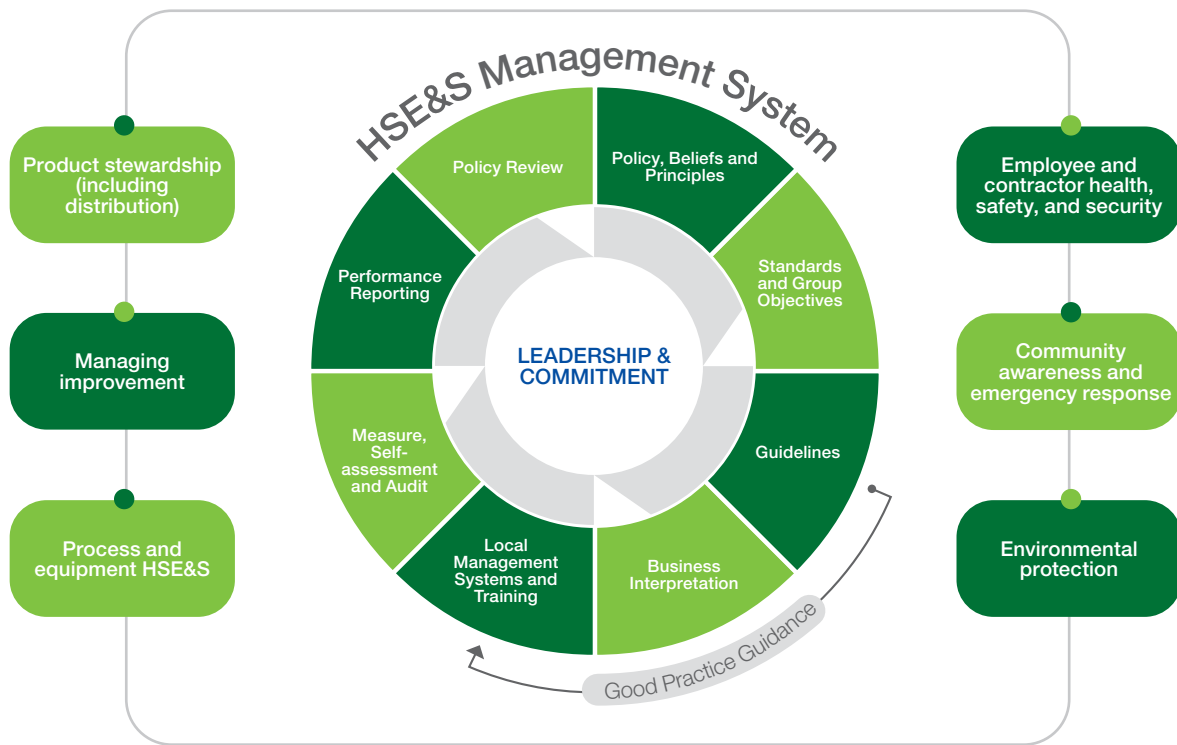 HSE&S Management System
Product stewardship
(including
distribution)
Managing
improvement
Process and
equipment HSE&S
Policy Review
Policy, Beliefs and
Principles
Standards
and Group
Objectives
Guidelines
Business
Interpretation
Local
Management
Systems and
Training
Measure,
Self-
assessment
and Audit
Performance
Reporting
LEADERSHIP &
COMMITMENT
Good Practice Guidance
Employee and
contractor health,
safety, and security
Community
awareness and
emergency response
Environmental
protection